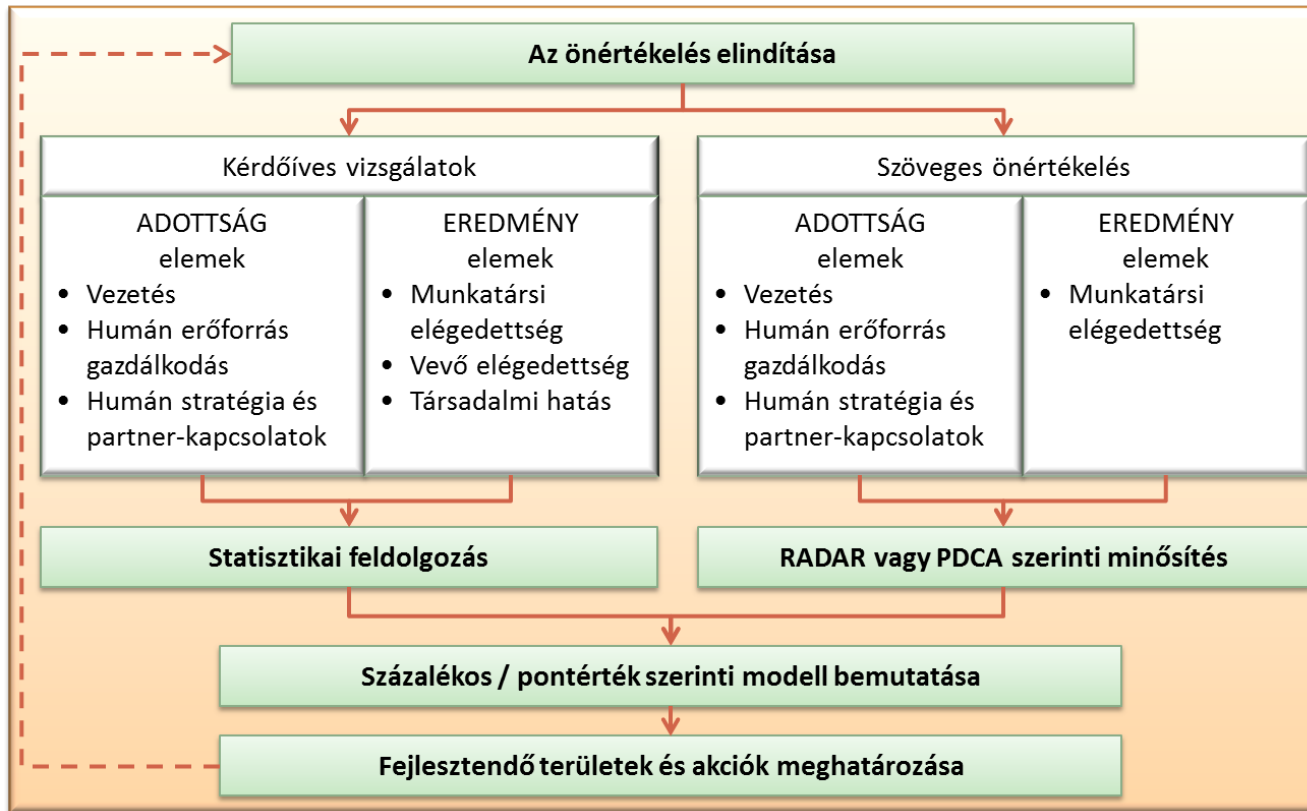 Az önértékelés elindítása
Kérdőíves vizsgálatok
ADOTTSÁG
elemek
• Vezetés
• Humán erőforrás
gazdálkodás
• Humán stratégia és
partner-kapcsolatok
EREDMÉNY
elemek
• Munkatársi
elégedettség
• Vevő elégedettség
• Társadalmi hatás
Szöveges önértékelés
ADOTTSÁG
elemek
• Vezetés
• Humán erőforrás
gazdálkodás
• Humán stratégia és
partner-kapcsolatok
EREDMÉNY
elemek
• Munkatársi
elégedettség
Statisztikai feldolgozás
RADAR vagy PDCA szerinti minősítés
Százalékos / pontérték szerinti modell bemutatása
Fejlesztendő területek és akciók meghatározása